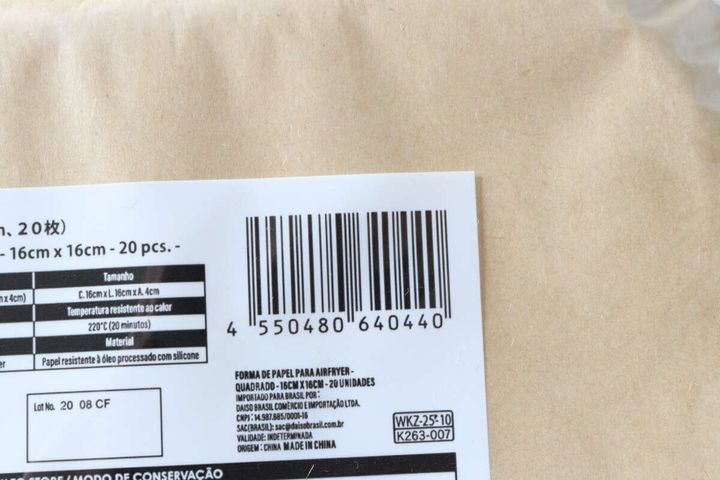 、20枚）
- 16cm x 16cm - 20 pcs. -
Tamanho
x 4cm) C. 16cm x L. 16cm x A. 4cm
Temperatura resistente ao calor
220°C (20 minutos)
Material
Papel resistente à óleo processado com silicone
Lot No. 20 08 CF
4 550480 640440
FORMA DE PAPEL PARA AIRFRYER -
QUADRADO - 16CM X 16CM - 20 UNIDADES
IMPORTADO PARA BRASIL POR:
DAISO BRASIL COMÉRCIO E IMPORTAÇÃO LTDA.
CNPJ: 14.987.685/0001-16
SAC(BRASIL): sac@daisobrasil.com.br
VALIDADE: INDETERMINADA
ORIGEM: CHINA MADE IN CHINA
WKZ-25-10
K263-007
STORE / MODO DE CONSERVAÇÃO